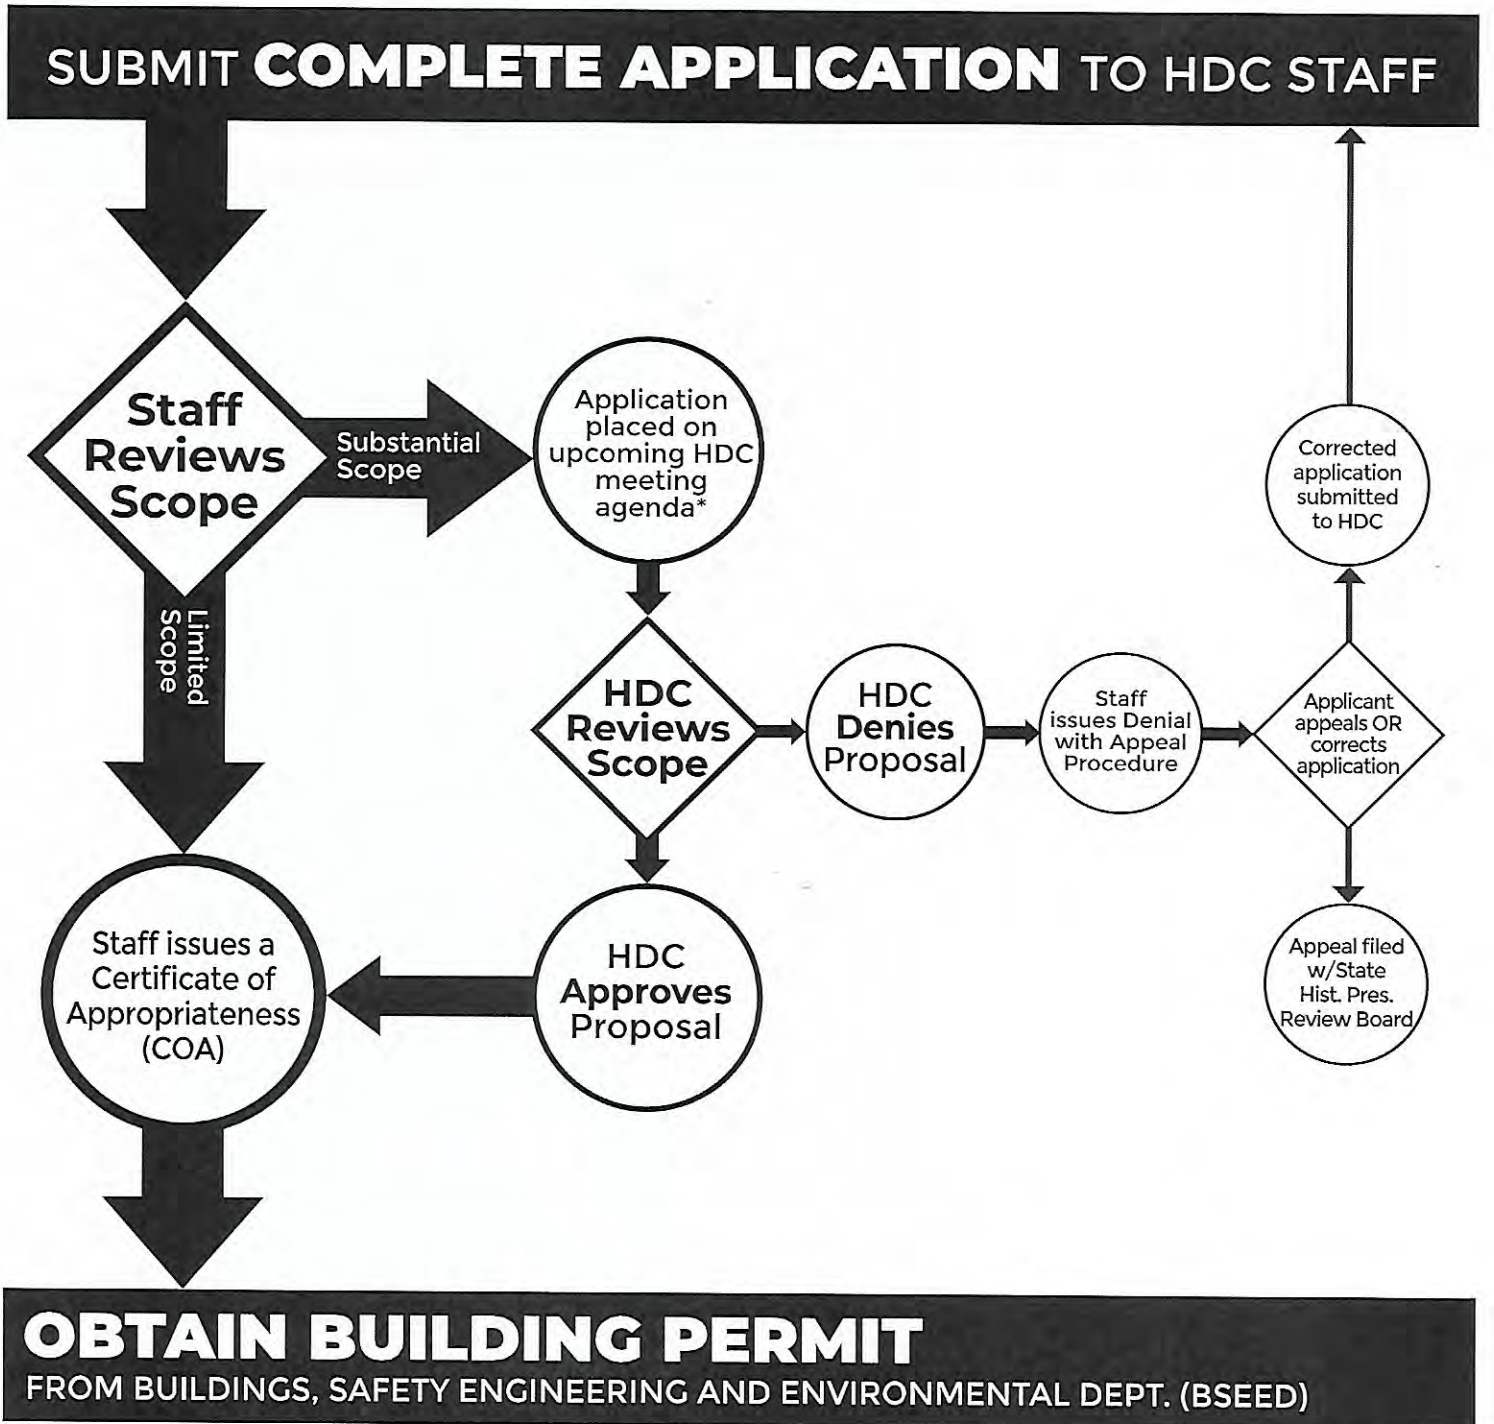 SUBMIT COMPLETE APPLICATION TO HDC STAFF
Staff
Reviews
Scope
Substantial
Scope
Application
placed on
upcoming HDC
meeting
agenda*
Limited
Scope
HDC
Reviews
Scope
HDC
Denies
Proposal
Staff
issues Denial
with Appeal
Procedure
Applicant
appeals OR
corrects
application
Corrected
application
submitted
to HDC
Appeal filed
w/State
Hist. Pres.
Review Board
HDC
Approves
Proposal
Staff issues a
Certificate of
Appropriateness
(COA)
OBTAIN BUILDING PERMIT
FROM BUILDINGS, SAFETY ENGINEERING AND ENVIRONMENTAL DEPT. (BSEED)